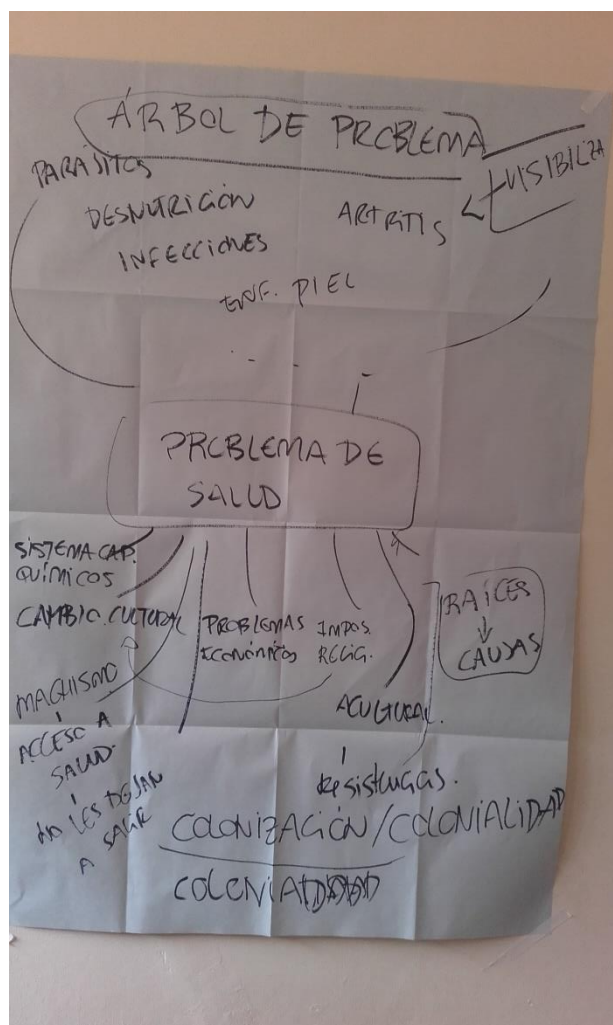 ÁRBOL DE PROBLEMA
VISIBILIZA
PARÁSITOS
DESNUTRICIÓN
ARTRITIS
INFECCIONES
ENF. PIEL
PROBLEMA DE
SALUD
SISTEMA CAP.
QUÍMICOS
CAMBIO. CULTURAL
PROBLEMAS
ECONÓMICOS
IMPOS.
RELIG.
RAÍCES
CAUSAS
MACHISMO
ACCESO A
SALUD.
NO LES DEJAN
A SALIR
ACULTURAL.
Resistencias.
COLONIZACIÓN/COLONIALIDAD